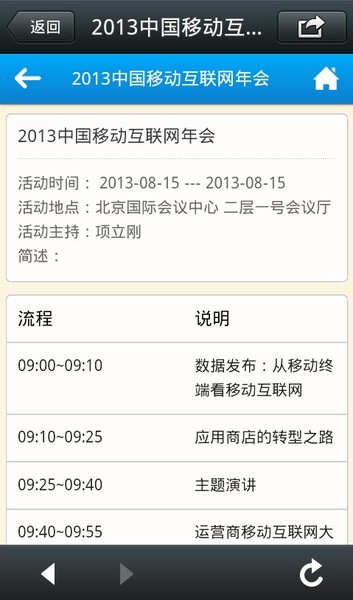 返回 2013中国移动互...
2013中国移动互联网年会
2013中国移动互联网年会
活动时间： 2013-08-15 --- 2013-08-15
活动地点：北京国际会议中心 二层一号会议厅
活动主持：项立刚
简述：
流程 说明
09:00~09:10 数据发布：从移动终
端看移动互联网
09:10~09:25 应用商店的转型之路
09:25~09:40 主题演讲
09:40~09:55 运营商移动互联网大